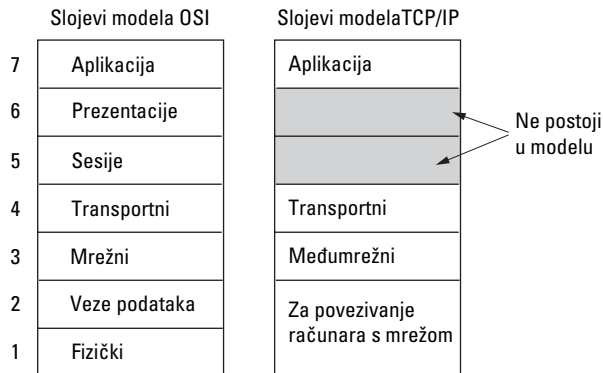 Slojevi modela OSI
Slojevi modelaTCP/IP
7
Aplikacija
Aplikacija
6
Prezentacije
Ne postoji
u modelu
5
Sesije
4
Transportni
Transportni
3
Mrežni
Međumrežni
2
Veze podataka
Za povezivanje
računara s mrežom
1
Fizički